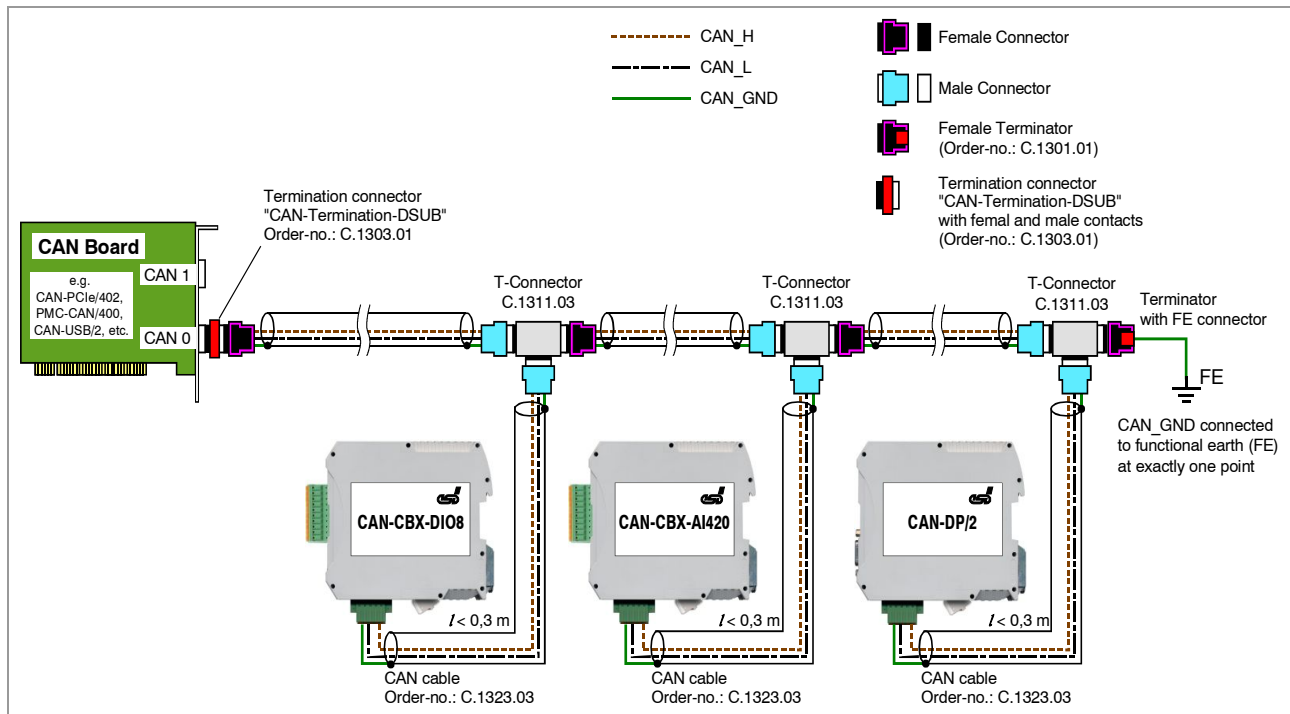 CAN_H
CAN_L
CAN_GND
Female Connector
Male Connector
Female Terminator
(Order-no.: C.1301.01)
Termination connector
"CAN-Termination-DSUB"
with femal and male contacts
(Order-no.: C.1303.01)
Termination connector
"CAN-Termination-DSUB"
Order-no.: C.1303.01
CAN Board
e.g.
CAN-PCIe/402,
PMC-CAN/400,
CAN-USB/2, etc.
CAN 1
CAN 0
T-Connector
C.1311.03
T-Connector
C.1311.03
T-Connector
C.1311.03
Terminator
with FE connector
FE
CAN_GND connected
to functional earth (FE)
at exactly one point
esd
CAN-CBX-DIO8
esd
CAN-CBX-AI420
esd
CAN-DP/2
l < 0,3 m
l < 0,3 m
l < 0,3 m
CAN cable
Order-no.: C.1323.03
CAN cable
Order-no.: C.1323.03
CAN cable
Order-no.: C.1323.03